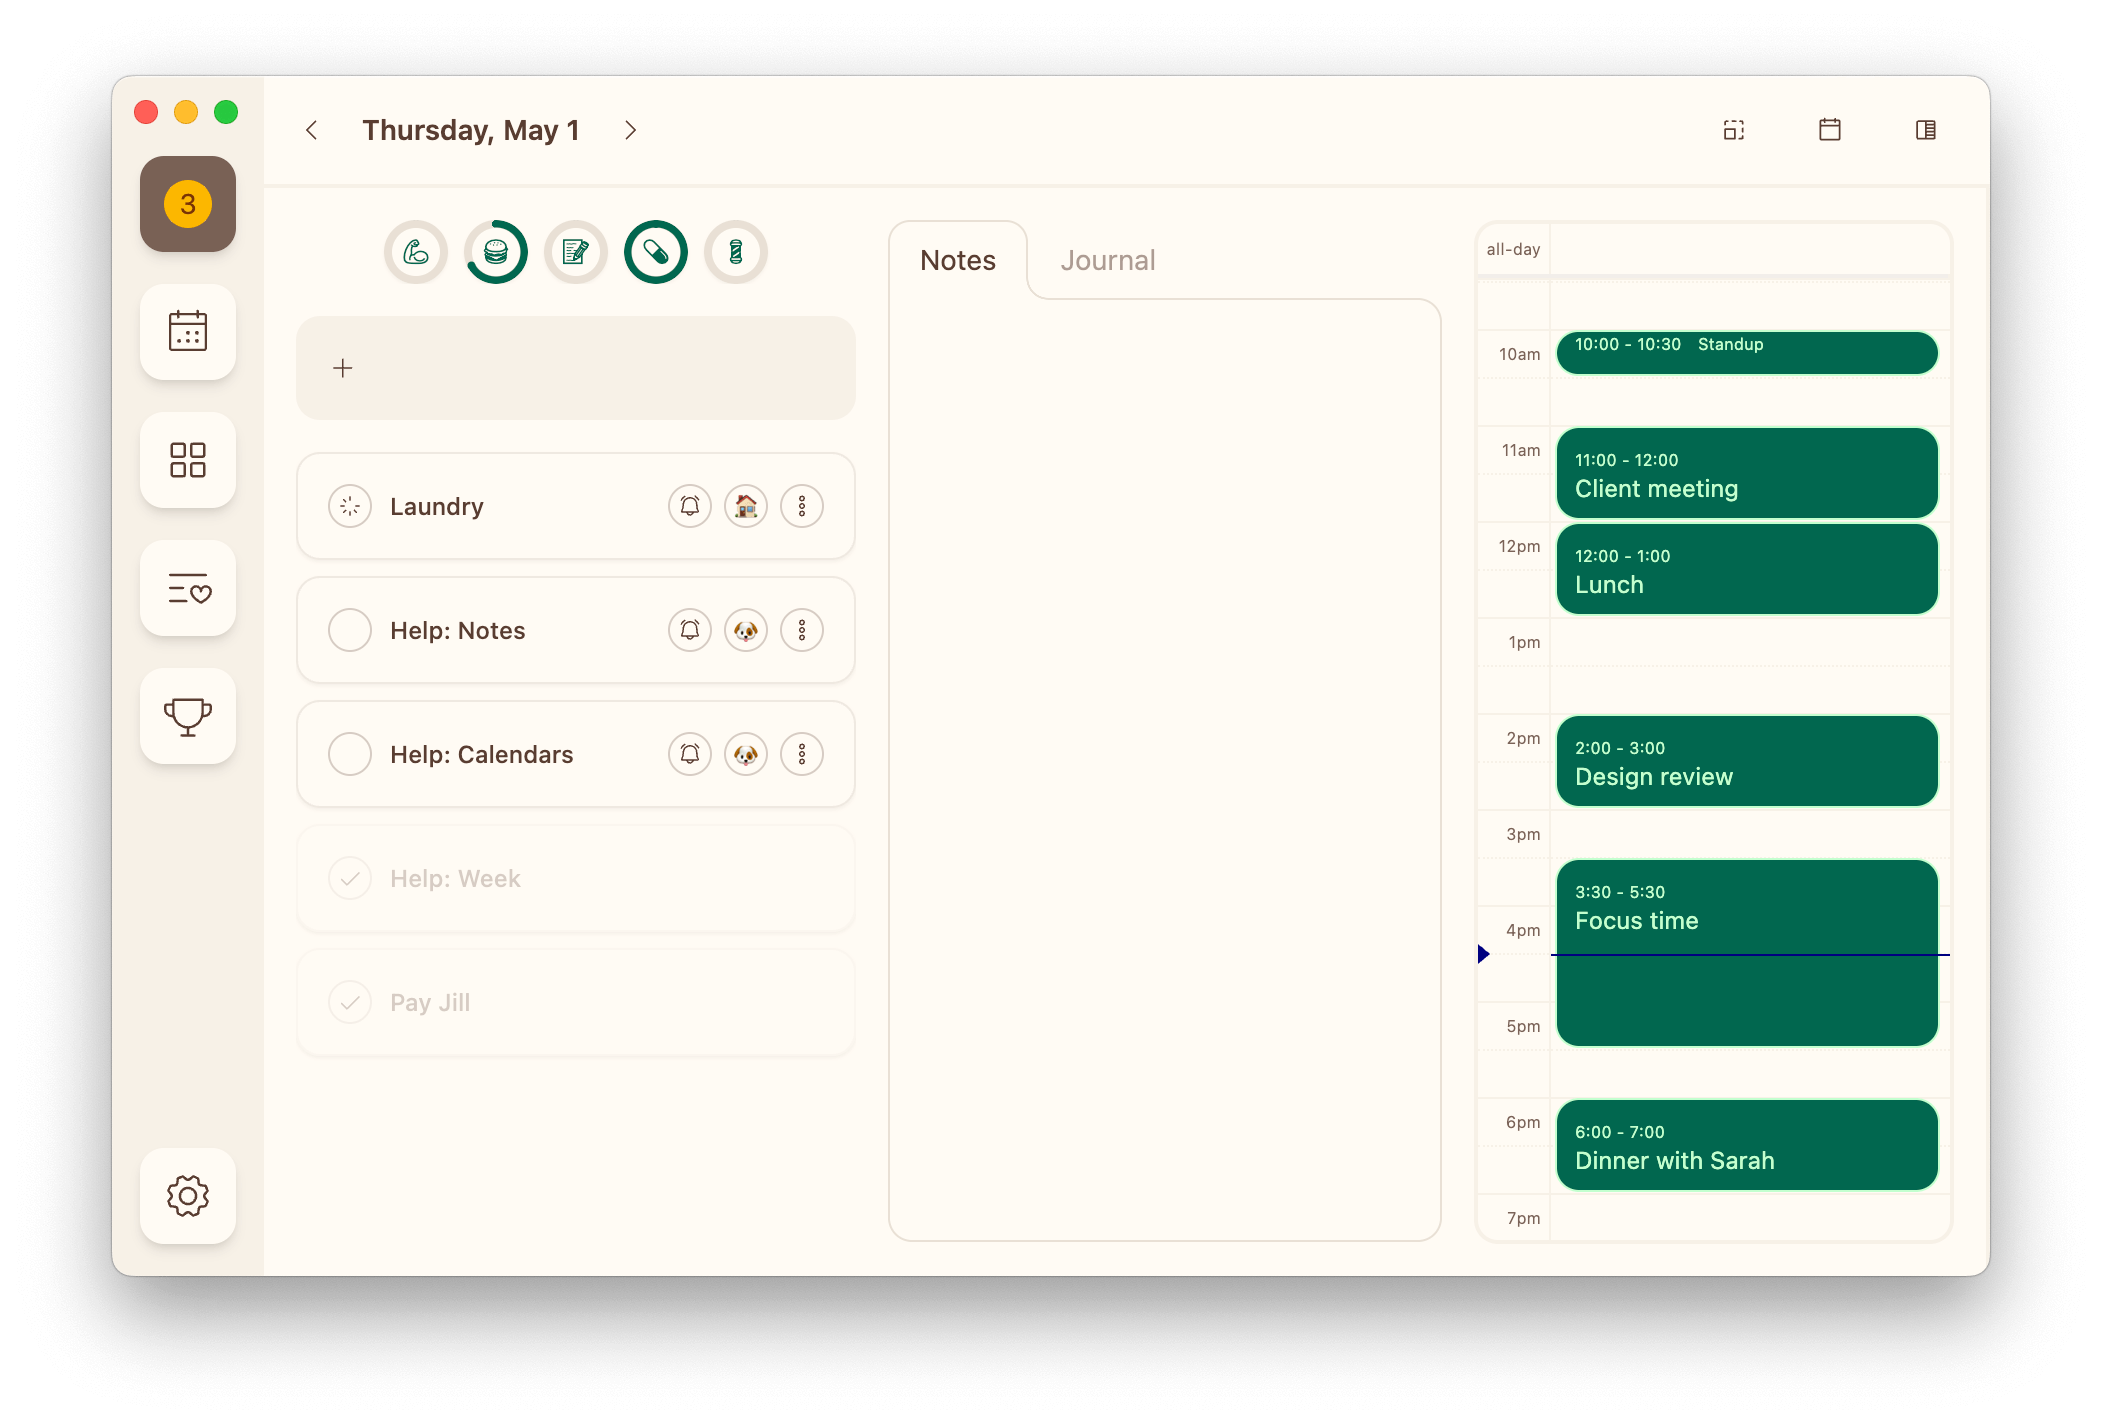 3
Thursday, May 1
Notes
Journal
Laundry
Help: Notes
Help: Calendars
Help: Week
Pay Jill
all-day
10am
10:00 - 10:30 Standup
11am
11:00 - 12:00
Client meeting
12pm
12:00 - 1:00
Lunch
1pm
2pm
2:00 - 3:00
Design review
3pm
3:30 - 5:30
Focus time
4pm
5pm
6pm
6:00 - 7:00
Dinner with Sarah
7pm